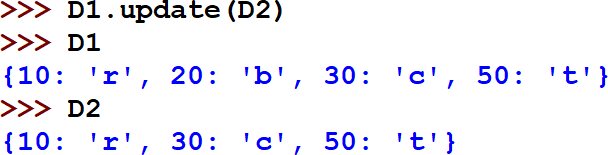 >>> D1.update(D2)
>>> D1
{10: 'r', 20: 'b', 30: 'c', 50: 't'}
>>> D2
{10: 'r', 30: 'c', 50: 't'}